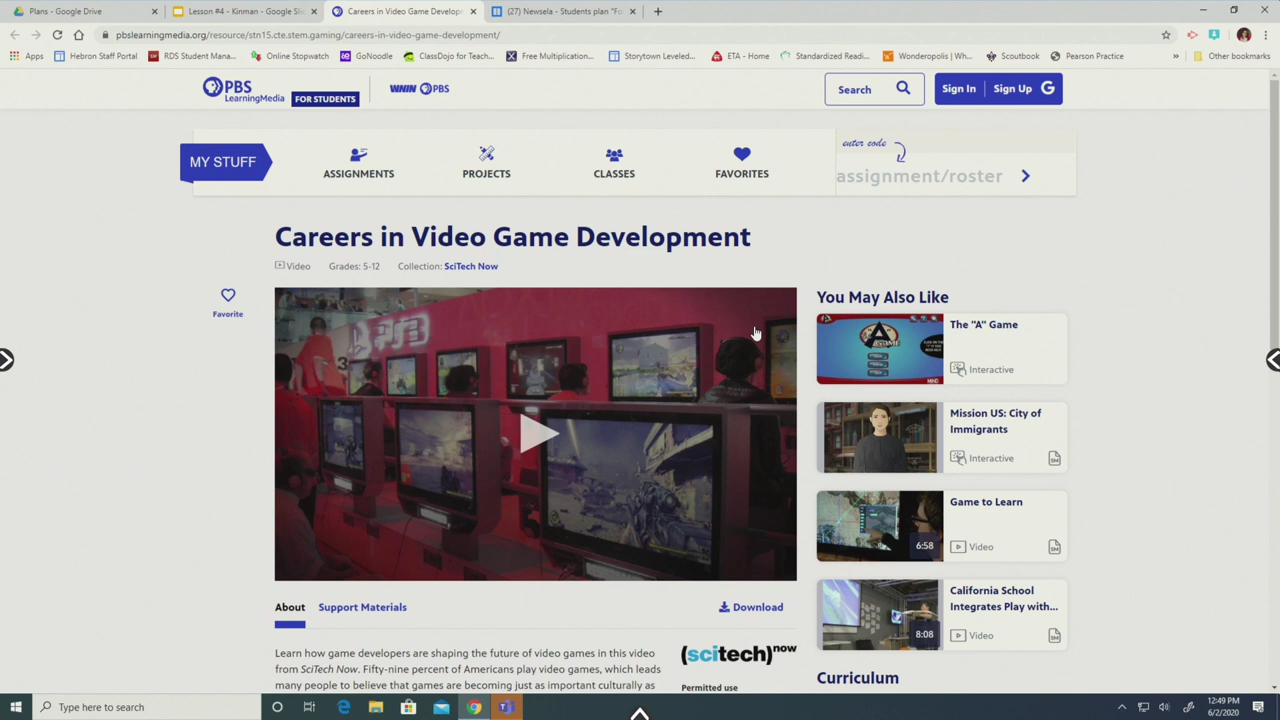 Plans - Google Drive
Lesson #4 - Kinman - Google Slid
Careers in Video Game Develop
(27) Newsela - Students plan "Fo
pbslearningmedia.org/resource/stn15.cte.stem.gaming/careers-in-video-game-development/
Apps
Hebron Staff Portal
RDS Student Manag...
Online Stopwatch
GoNoodle
ClassDojo for Teach...
Free Multiplication...
Storytown Leveled...
ETA - Home
Standardized Readi...
Wonderopolis | Wh...
Scoutbook
Pearson Practice
»
Other bookmarks
PBS
LearningMedia
FOR STUDENTS
WNIN PBS
Search
Sign In | Sign Up G
MY STUFF
ASSIGNMENTS
PROJECTS
CLASSES
FAVORITES
enter code
assignment/roster
Careers in Video Game Development
Video
Grades: 5-12
Collection: SciTech Now
Favorite
You May Also Like
The "A" Game
Interactive
Mission US: City of
Immigrants
Interactive
Game to Learn
6:58
Video
California School
Integrates Play with...
8:08
Video
Curriculum
About
Support Materials
Download
Learn how game developers are shaping the future of video games in this video
from SciTech Now. Fifty-nine percent of Americans play video games, which leads
many people to believe that games are becoming just as important culturally as
(scitech)now
Permitted use
Type here to search
12:49 PM
6/2/2020